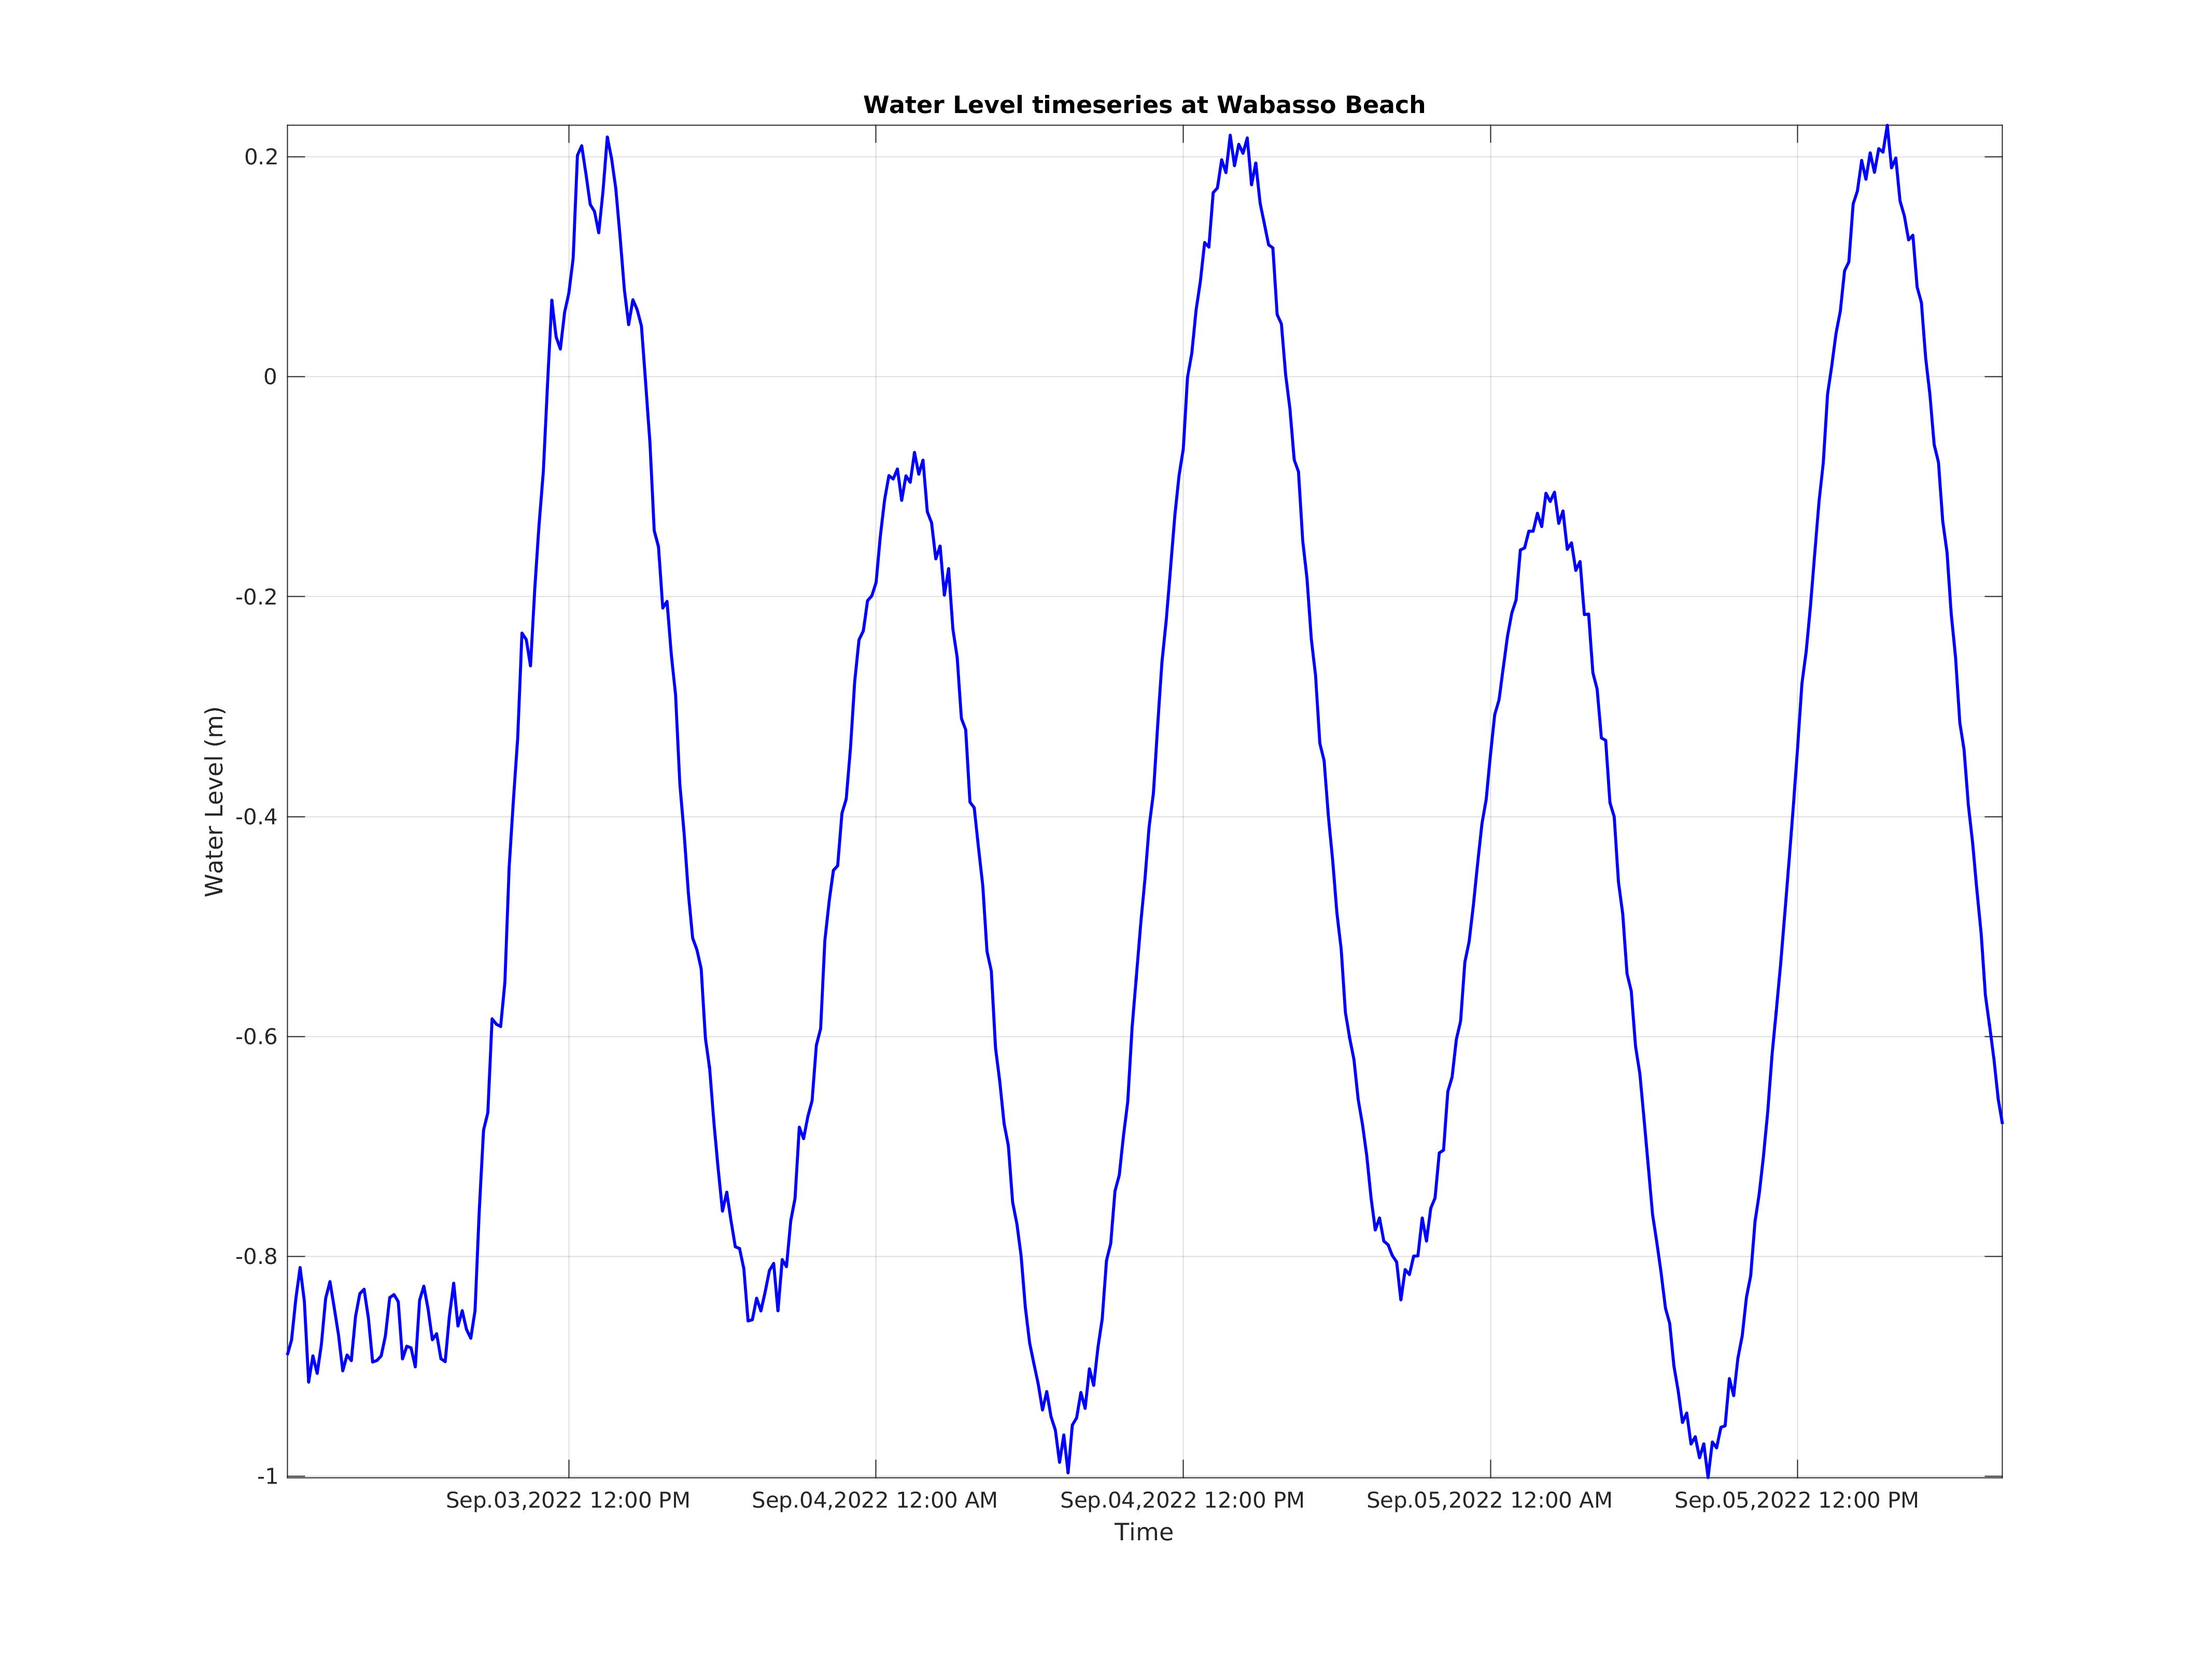 Water Level timeseries at Wabasso Beach
0.2
0
-0.2
-0.4
-0.6
-0.8
-1
Water Level (m)
Sep.03,2022 12:00 PM
Sep.04,2022 12:00 AM
Sep.04,2022 12:00 PM
Sep.05,2022 12:00 AM
Sep.05,2022 12:00 PM
Time